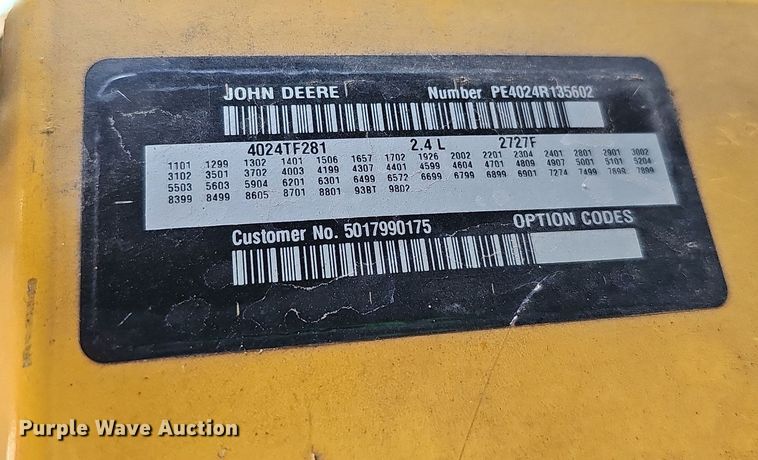 JOHN DEERE Number PE4024R135602
4024TF281 2.4 L 2727F
1101 1299 1302 1401 1506 1657 1702 1926 2002 2201 2304 2401 2801 2901 3002
3102 3501 3702 4003 4199 4307 4401 4599 4604 4701 4809 4907 5001 5101 5204
5503 5603 5904 6201 6301 6499 6572 6699 6799 6899 6901 7274 7499 7699 7899
8399 8499 8605 8701 8801 93BT 9802
Customer No. 5017990175 OPTION CODES
Purple Wave Auction